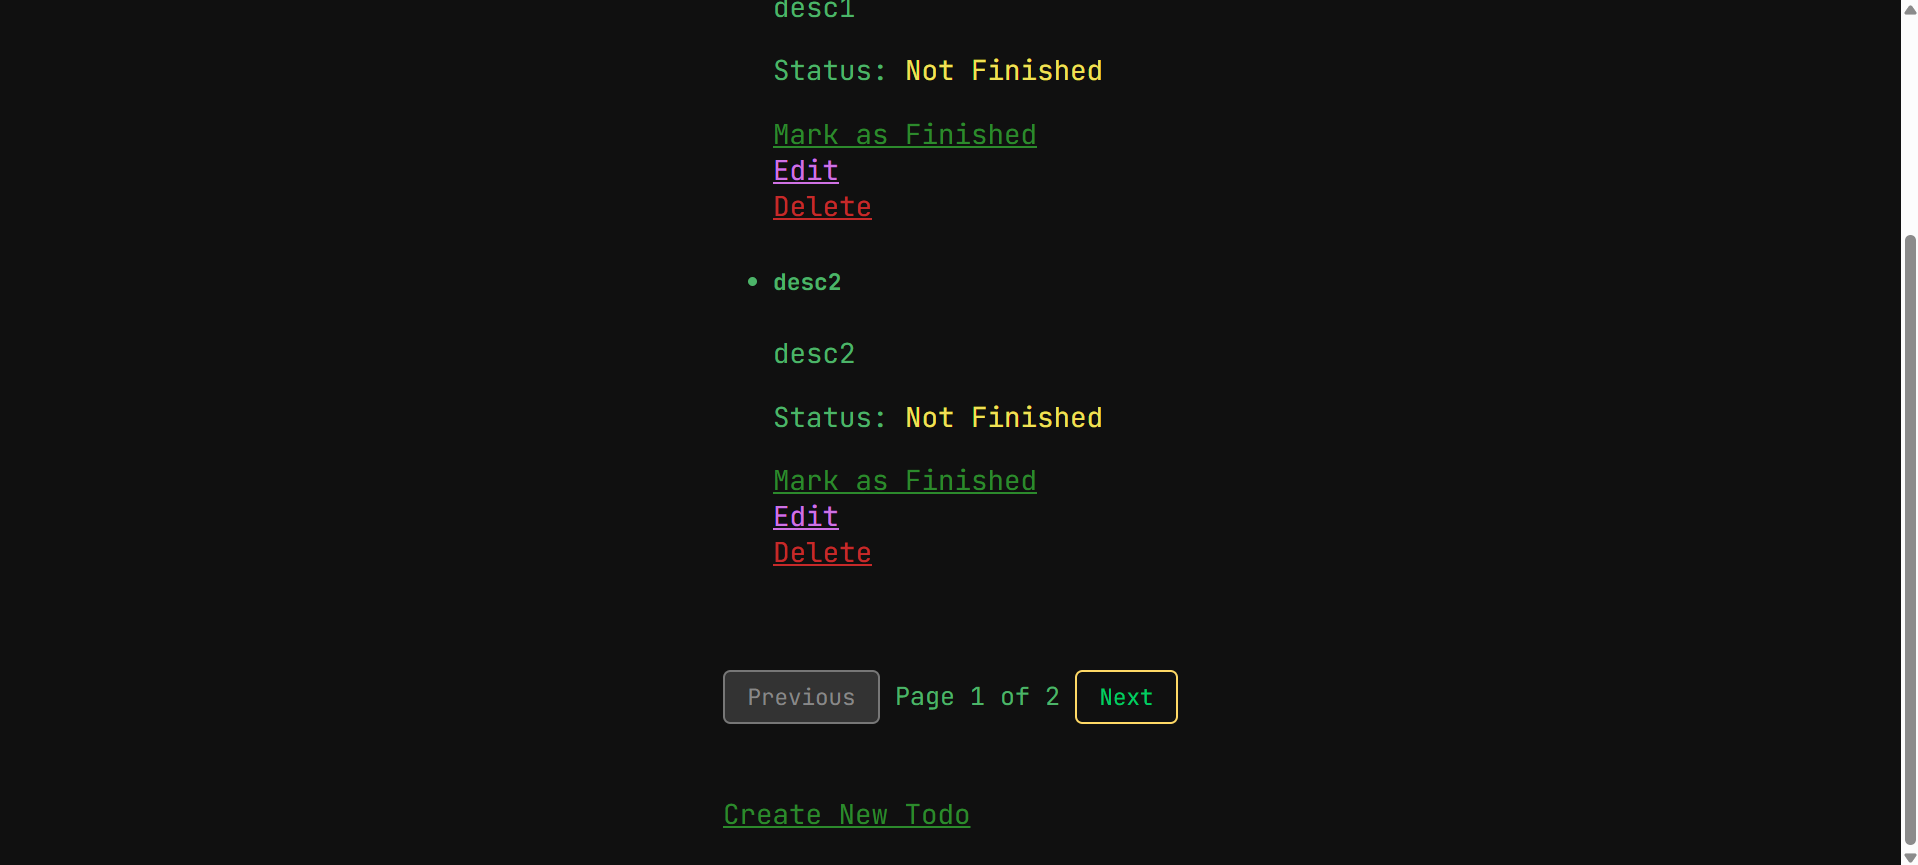 desc1
Status: Not Finished
Mark as Finished
Edit
Delete
desc2
desc2
Status: Not Finished
Mark as Finished
Edit
Delete
Previous Page 1 of 2 Next
Create New Todo